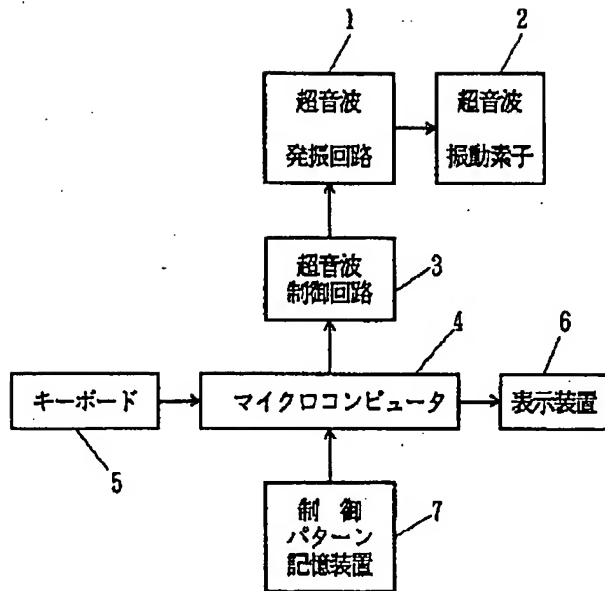 1
2
超音波
発振回路
超音波
振動素子
超音波
制御回路
3
4
6
キーボード
マイクロコンピュータ
表示装置
5
制 御
パターン
記憶装置
7